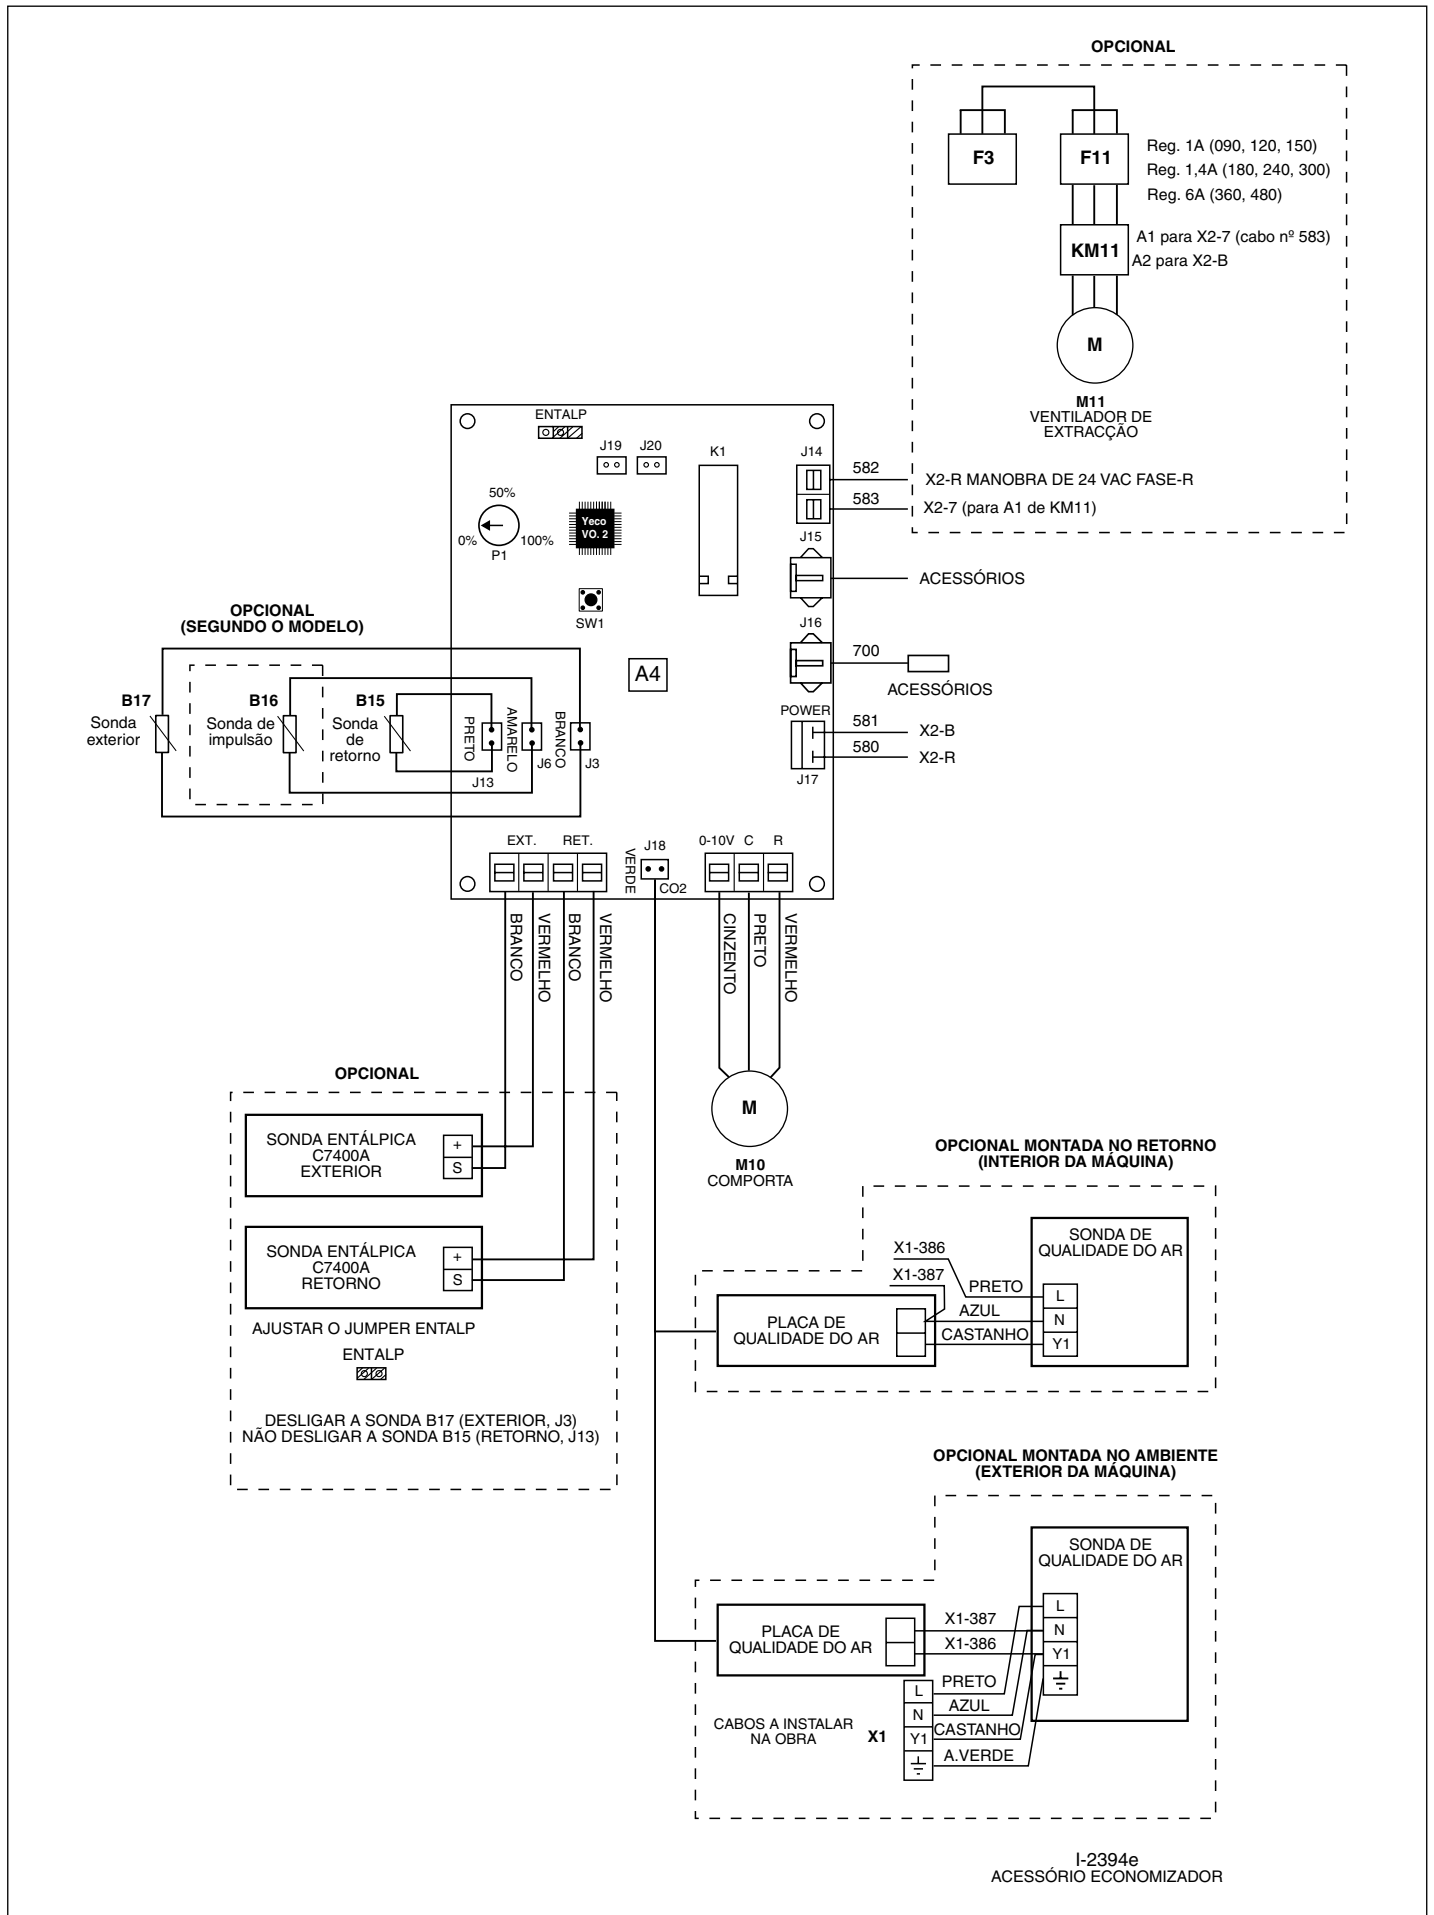 OPCIONAL
F3
F11
Reg. 1A (090, 120, 150)
Reg. 1,4A (180, 240, 300)
Reg. 6A (360, 480)
KM11
A1 para X2-7 (cabo nº 583)
A2 para X2-B
M
M11
VENTILADOR DE
EXTRACÇÃO
582
X2-R MANOBRA DE 24 VAC FASE-R
583
X2-7 (para A1 de KM11)
ENTALP
J19
J20
K1
J14
50%
0%
100%
P1
Yeco
VO. 2
SW1
J15
ACESSÓRIOS
J16
700
ACESSÓRIOS
A4
POWER
581
X2-B
580
X2-R
J17
OPCIONAL
(SEGUNDO O MODELO)
B17
Sonda
exterior
B16
Sonda de
impulsão
B15
Sonda
de
retorno
PRETO
J13
AMARELO
J6
BRANCO
J3
EXT.
RET.
VERDE
J18
CO2
0-10V
C
R
BRANCO
VERMELHO
BRANCO
VERMELHO
CINZENTO
PRETO
VERMELHO
M
M10
COMPORTA
OPCIONAL
SONDA ENTÁLPICA
C7400A
EXTERIOR
+
S
SONDA ENTÁLPICA
C7400A
RETORNO
+
S
AJUSTAR O JUMPER ENTALP
ENTALP
DESLIGAR A SONDA B17 (EXTERIOR, J3)
NÃO DESLIGAR A SONDA B15 (RETORNO, J13)
OPCIONAL MONTADA NO RETORNO
(INTERIOR DA MÁQUINA)
SONDA DE
QUALIDADE DO AR
X1-386
X1-387
PRETO
AZUL
CASTANHO
L
N
Y1
PLACA DE
QUALIDADE DO AR
OPCIONAL MONTADA NO AMBIENTE
(EXTERIOR DA MÁQUINA)
SONDA DE
QUALIDADE DO AR
L
N
Y1
PLACA DE
QUALIDADE DO AR
X1-387
X1-386
CABOS A INSTALAR
NA OBRA
X1
L
N
Y1
PRETO
AZUL
CASTANHO
A.VERDE
I-2394e
ACESSÓRIO ECONOMIZADOR